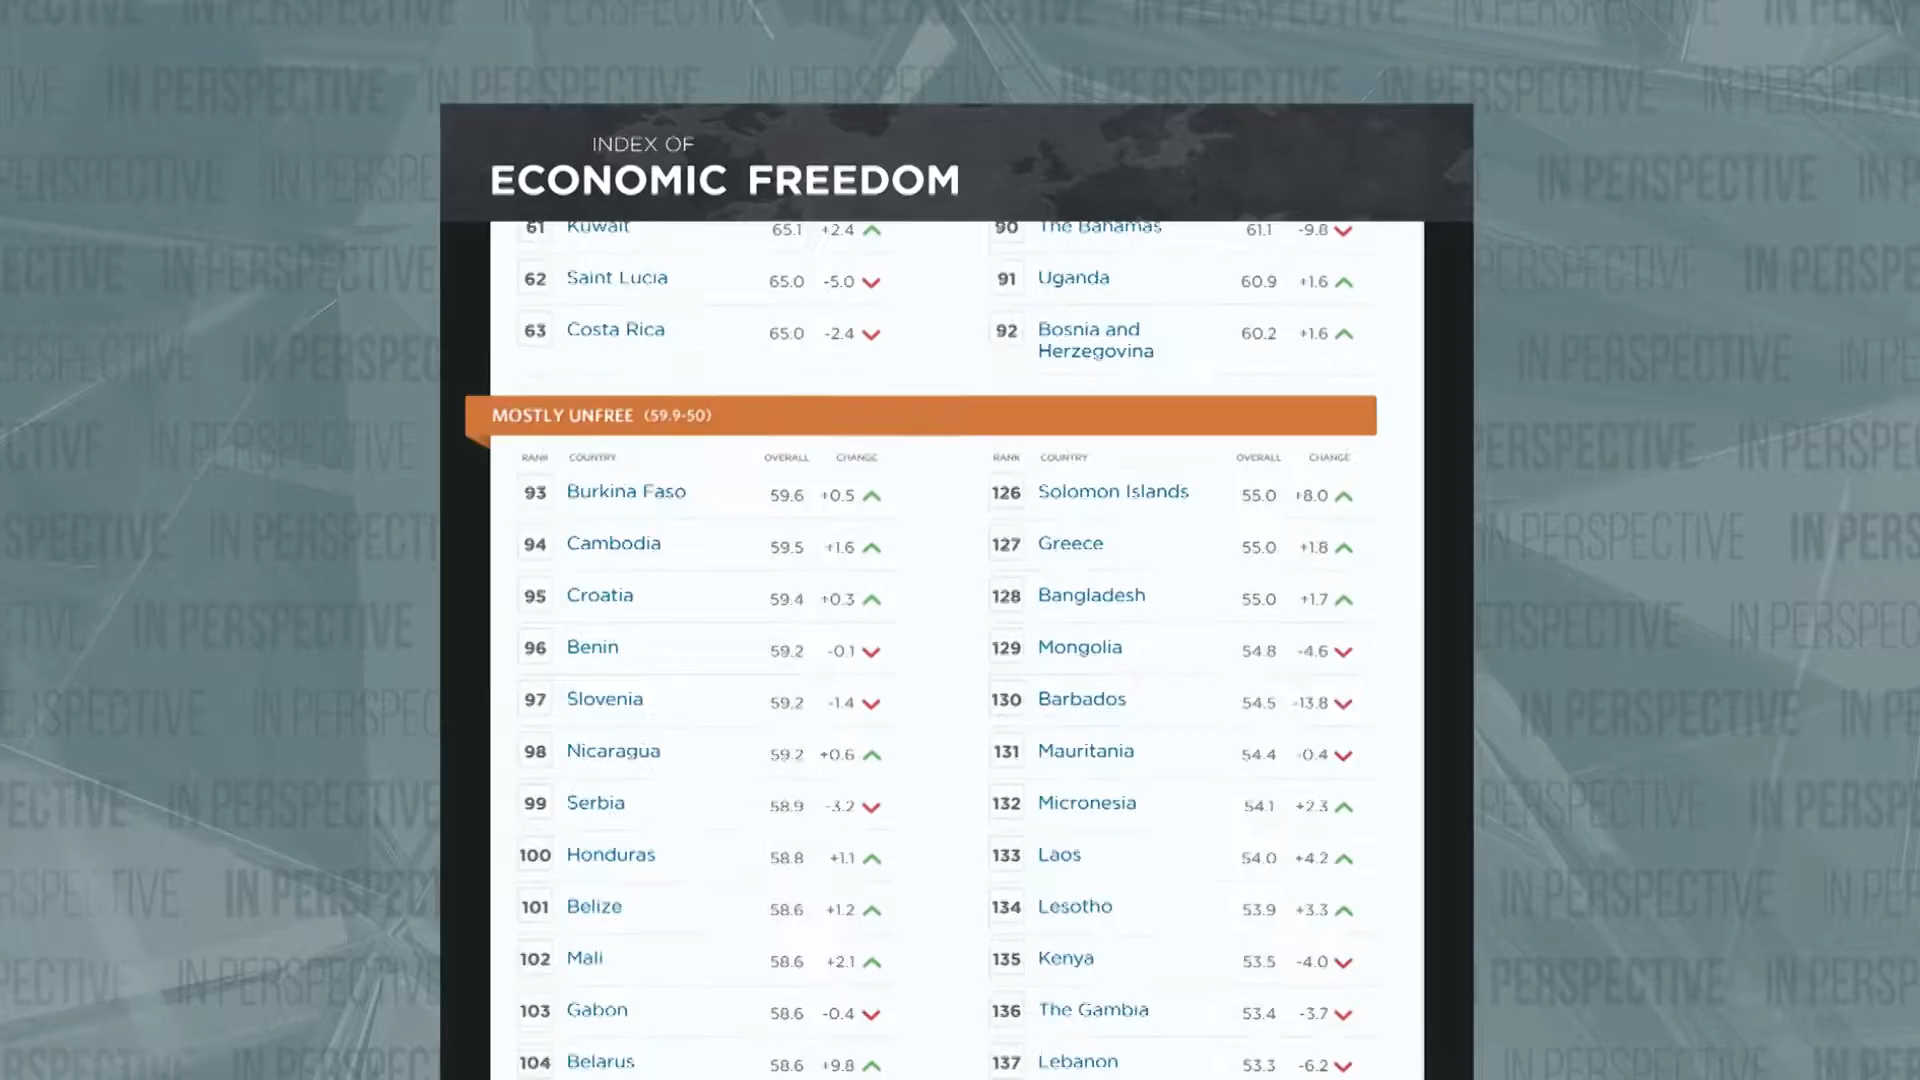 INDEX OF
ECONOMIC FREEDOM
61 Kuwait 65.1 +2.4
62 Saint Lucia 65.0 -5.0
63 Costa Rica 65.0 -2.4
90 The Bahamas 61.1 -9.8
91 Uganda 60.9 +1.6
92 Bosnia and
Herzegovina 60.2 +1.6
MOSTLY UNFREE (59.9-50)
RANK COUNTRY OVERALL CHANGE
93 Burkina Faso 59.6 +0.5
94 Cambodia 59.5 +1.6
95 Croatia 59.4 +0.3
96 Benin 59.2 -0.1
97 Slovenia 59.2 -1.4
98 Nicaragua 59.2 +0.6
99 Serbia 58.9 -3.2
100 Honduras 58.8 +1.1
101 Belize 58.6 +1.2
102 Mali 58.6 +2.1
103 Gabon 58.6 -0.4
104 Belarus 58.6 +9.8
RANK COUNTRY OVERALL CHANGE
126 Solomon Islands 55.0 +8.0
127 Greece 55.0 +1.8
128 Bangladesh 55.0 +1.7
129 Mongolia 54.8 -4.6
130 Barbados 54.5 -13.8
131 Mauritania 54.4 -0.4
132 Micronesia 54.1 +2.3
133 Laos 54.0 +4.2
134 Lesotho 53.9 +3.3
135 Kenya 53.5 -4.0
136 The Gambia 53.4 -3.7
137 Lebanon 53.3 -6.2
IN PERSPECTIVE